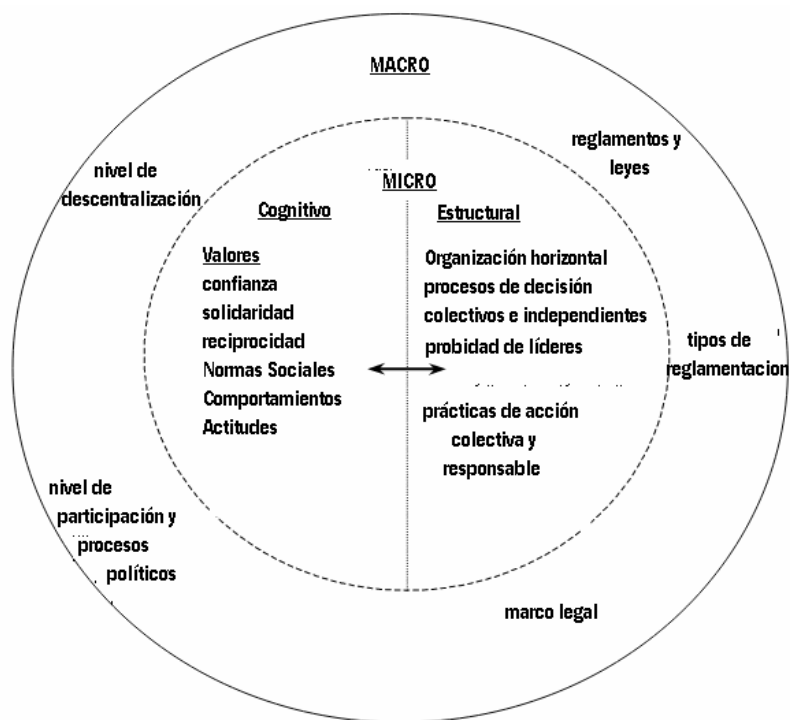 MACRO
reglamentos y
leyes
nivel de
descentralización
MICRO
Cognitivo
Estructural
Valores
confianza
solidaridad
reciprocidad
Normas Sociales
Comportamientos
Actitudes
Organización horizontal
procesos de decisión
colectivos e independientes
probidad de líderes
prácticas de acción
colectiva y
responsable
tipos de
reglamentacion
nivel de
participación y
procesos
políticos
marco legal